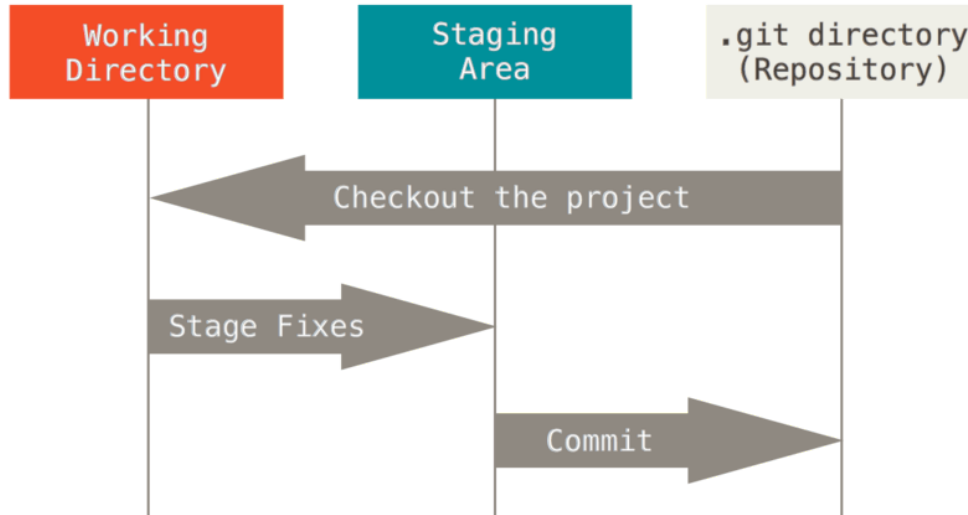 Working
Directory
Staging
Area
.git directory
(Repository)
Checkout the project
Stage Fixes
Commit